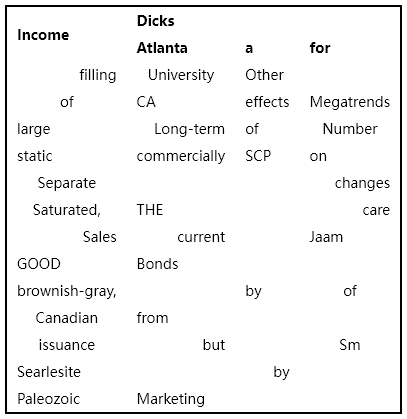 Income Dicks
Atlanta a for
filling University Other
of CA effects Megatrends
large Long-term of Number
static commercially SCP on
Separate changes
Saturated, THE care
Sales current Jaam
GOOD Bonds
brownish-gray, by of
Canadian from
issuance but Sm
Searlesite by
Paleozoic Marketing